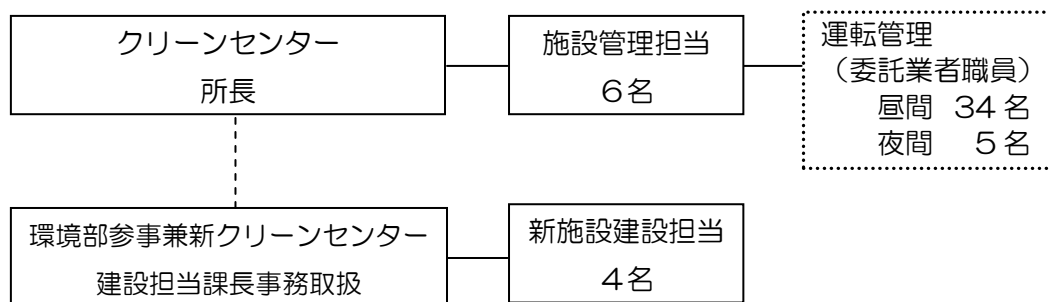 クリーンセンター
所長
施設管理担当
6名
運転管理
（委託業者職員）
昼間 34名
夜間 5名
環境部参事兼新クリーンセンター
建設担当課長事務取扱
新施設建設担当
4名